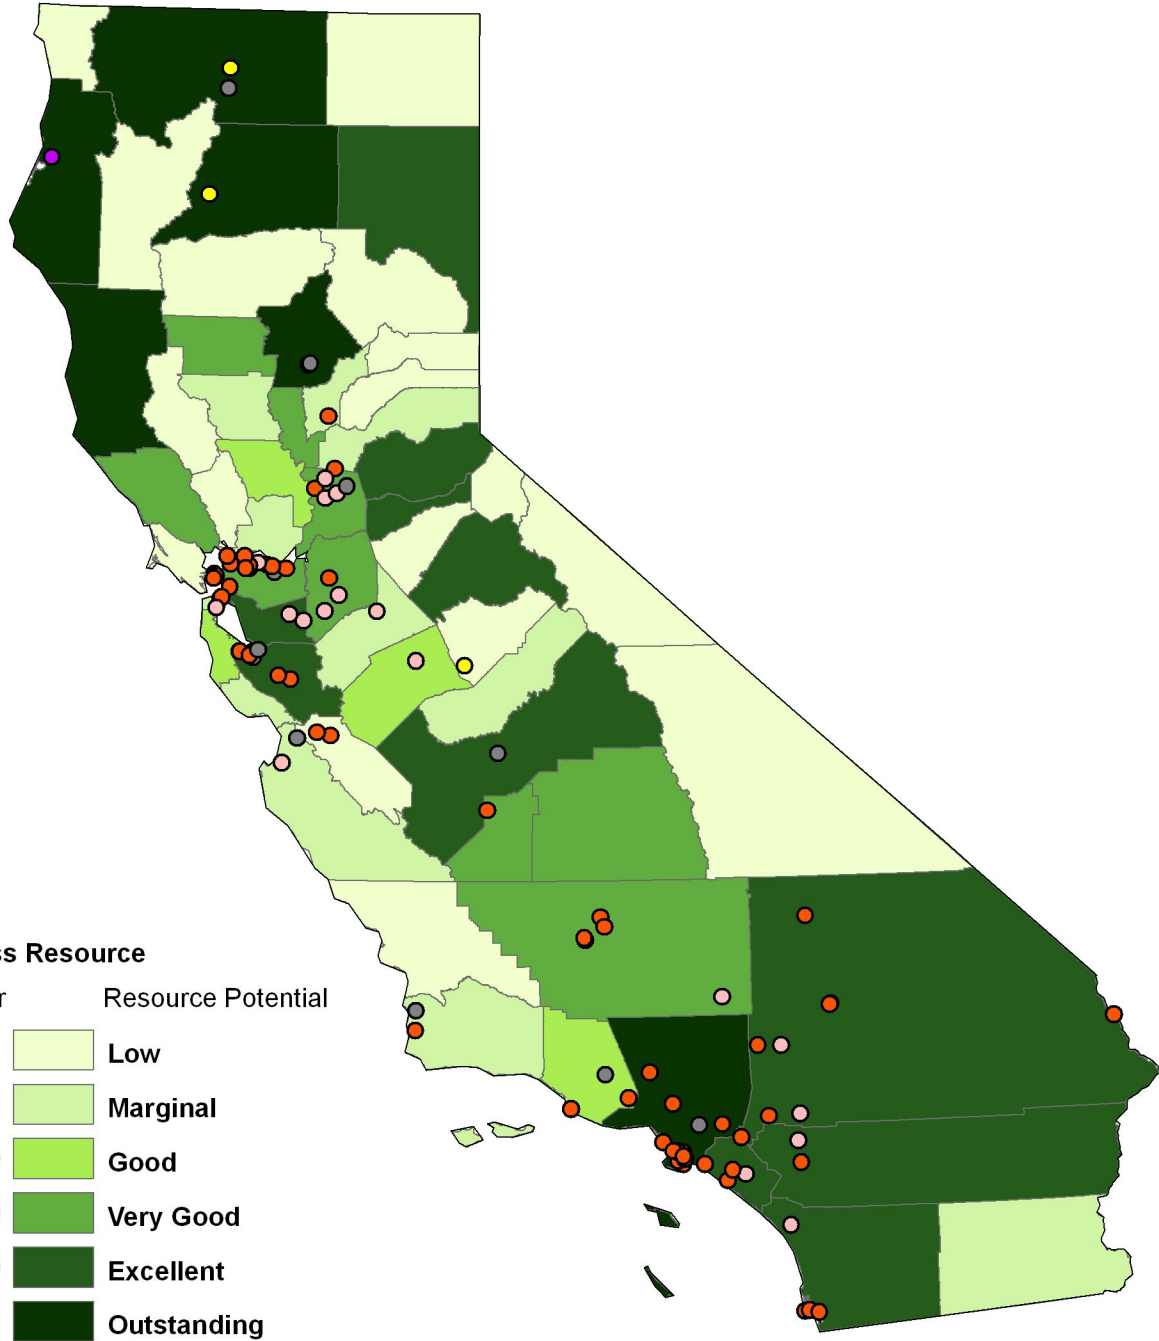 s Resource
r Resource Potential
Low
Marginal
Good
Very Good
Excellent
Outstanding